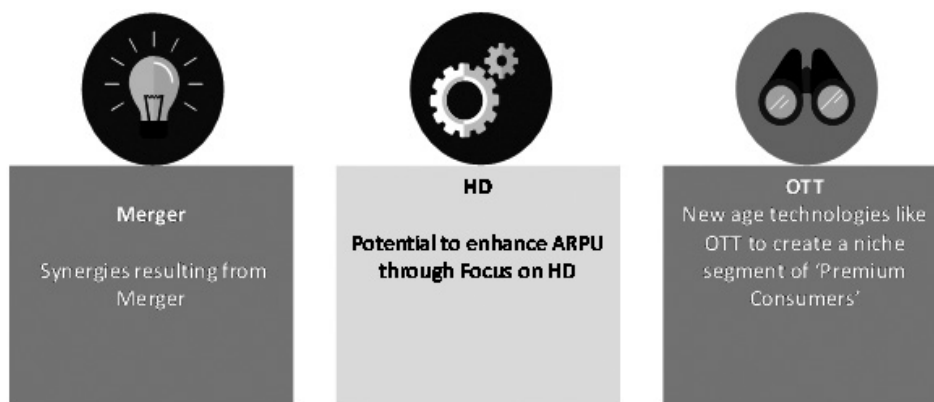 Merger
Synergies resulting from
Merger
HD
Potential to enhance ARPU
through Focus on HD
OTT
New age technologies like
OTT to create a niche
segment of ‘Premium
Consumers’